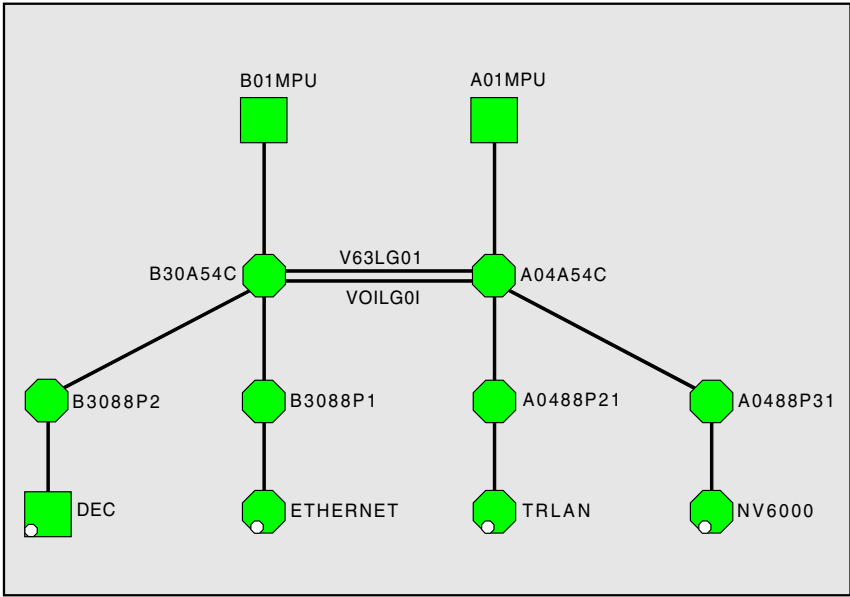 B01MPU
A01MPU
V63LG01
B30A54C
A04A54C
VOILG0I
B3088P2
B3088P1
A0488P21
A0488P31
DEC
ETHERNET
TRLAN
NV6000